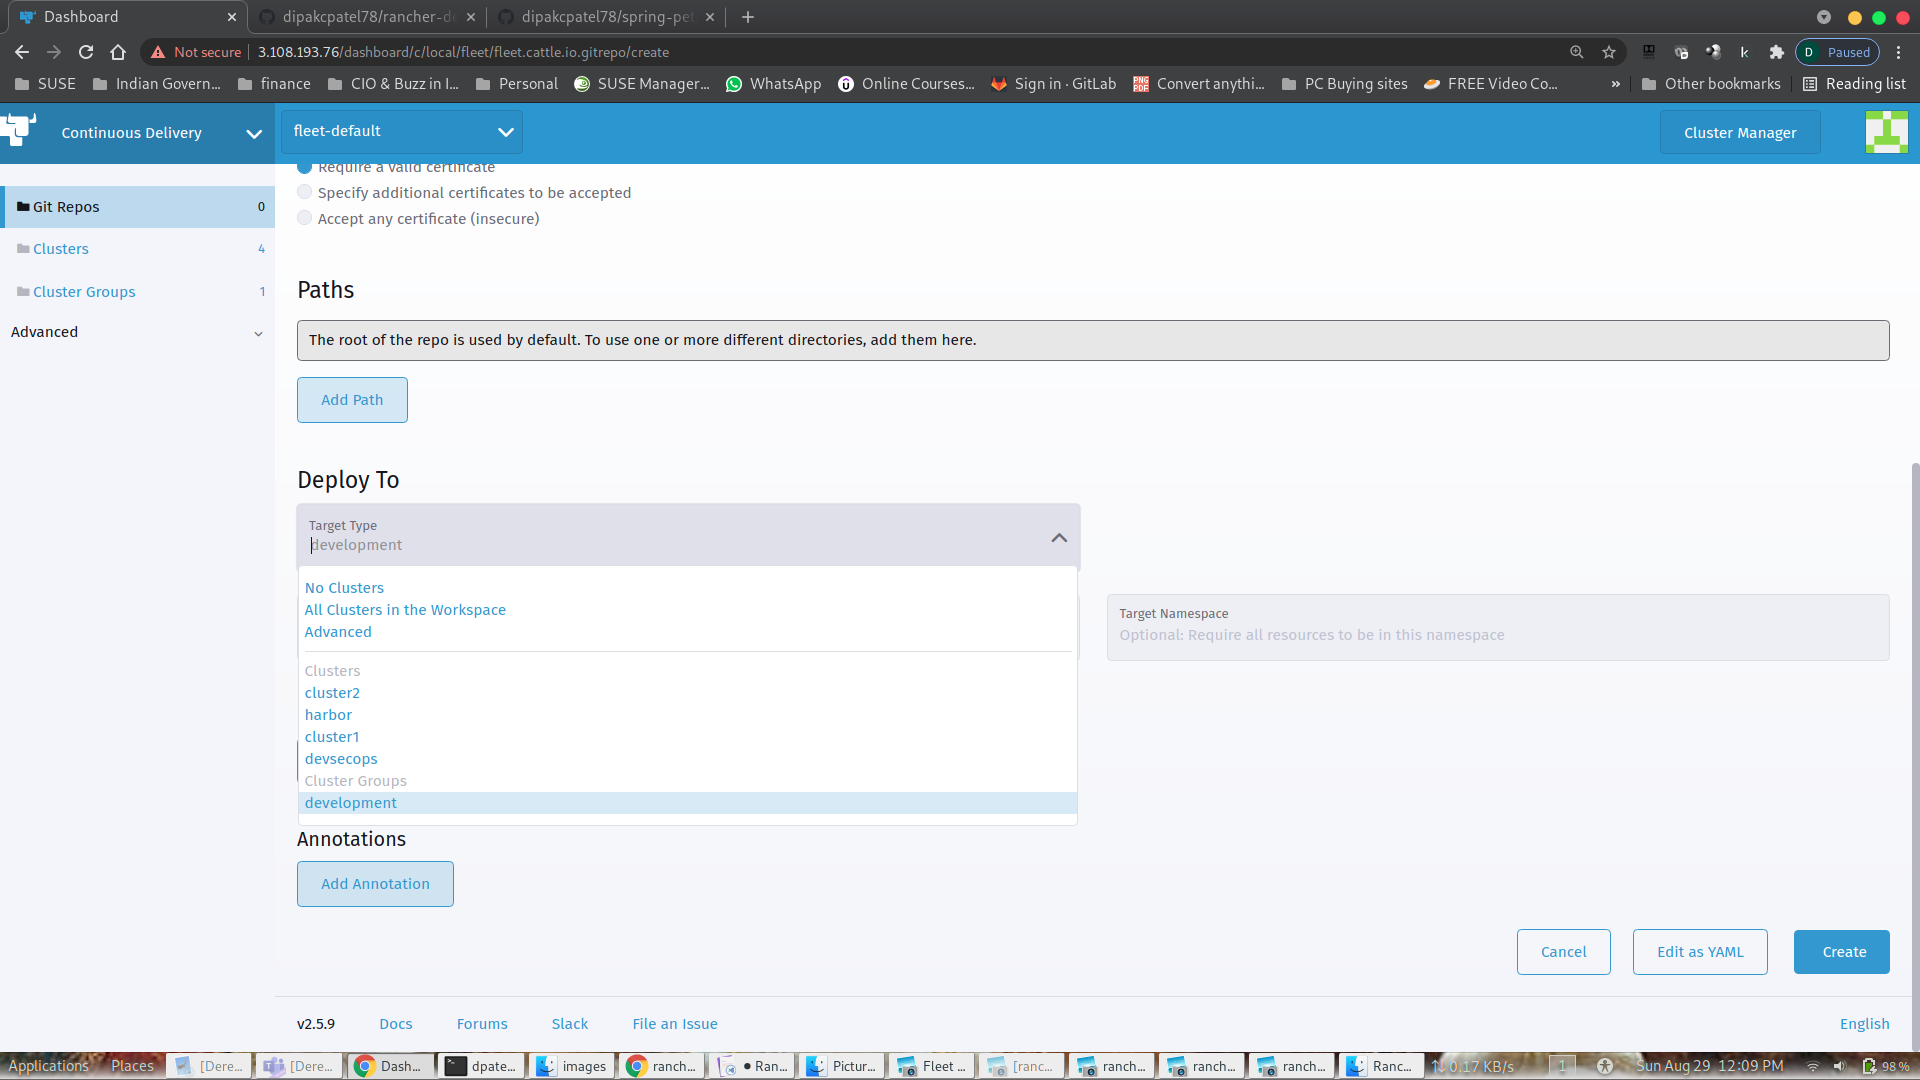 Dashboard
dipakcpatel78/rancher-d
dipakcpatel78/spring-pet
Not secure
3.108.193.76/dashboard/c/local/fleet/fleet.cattle.io.gitrepo/create
D Paused
SUSE
Indian Govern...
finance
CIO & Buzz in I...
Personal
SUSE Manager...
WhatsApp
Online Courses...
Sign in · GitLab
Convert anythi...
PC Buying sites
FREE Video Co...
»
Other bookmarks
Reading list
Continuous Delivery
fleet-default
Cluster Manager
Git Repos 0
Clusters 4
Cluster Groups 1
Advanced
Require a valid certificate
Specify additional certificates to be accepted
Accept any certificate (insecure)
Paths
The root of the repo is used by default. To use one or more different directories, add them here.
Add Path
Deploy To
Target Type
development
No Clusters
All Clusters in the Workspace
Advanced
Clusters
cluster2
harbor
cluster1
devsecops
Cluster Groups
development
Target Namespace
Optional: Require all resources to be in this namespace
Annotations
Add Annotation
Cancel
Edit as YAML
Create
v2.5.9
Docs
Forums
Slack
File an Issue
English
Applications
Places
[Dere...
[Dere...
Dash...
dpate...
images
ranch...
Ran...
Pictur...
Fleet ...
[ranc...
ranch...
ranch...
ranch...
Ranc...
0.17 KB/s
1
Sun Aug 29 12:09 PM
98 %